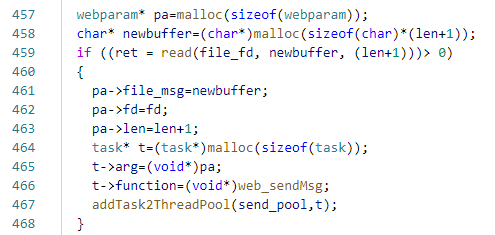 457 webparam* pa=malloc(sizeof(webparam));
458 char* newbuffer=(char*)malloc(sizeof(char)*(len+1));
459 if ((ret = read(file_fd, newbuffer, (len+1)))> 0)
460 {
461 pa->file_msg=newbuffer;
462 pa->fd=fd;
463 pa->len=len+1;
464 task* t=(task*)malloc(sizeof(task));
465 t->arg=(void*)pa;
466 t->function=(void*)web_sendMsg;
467 addTask2ThreadPool(send_pool,t);
468 }